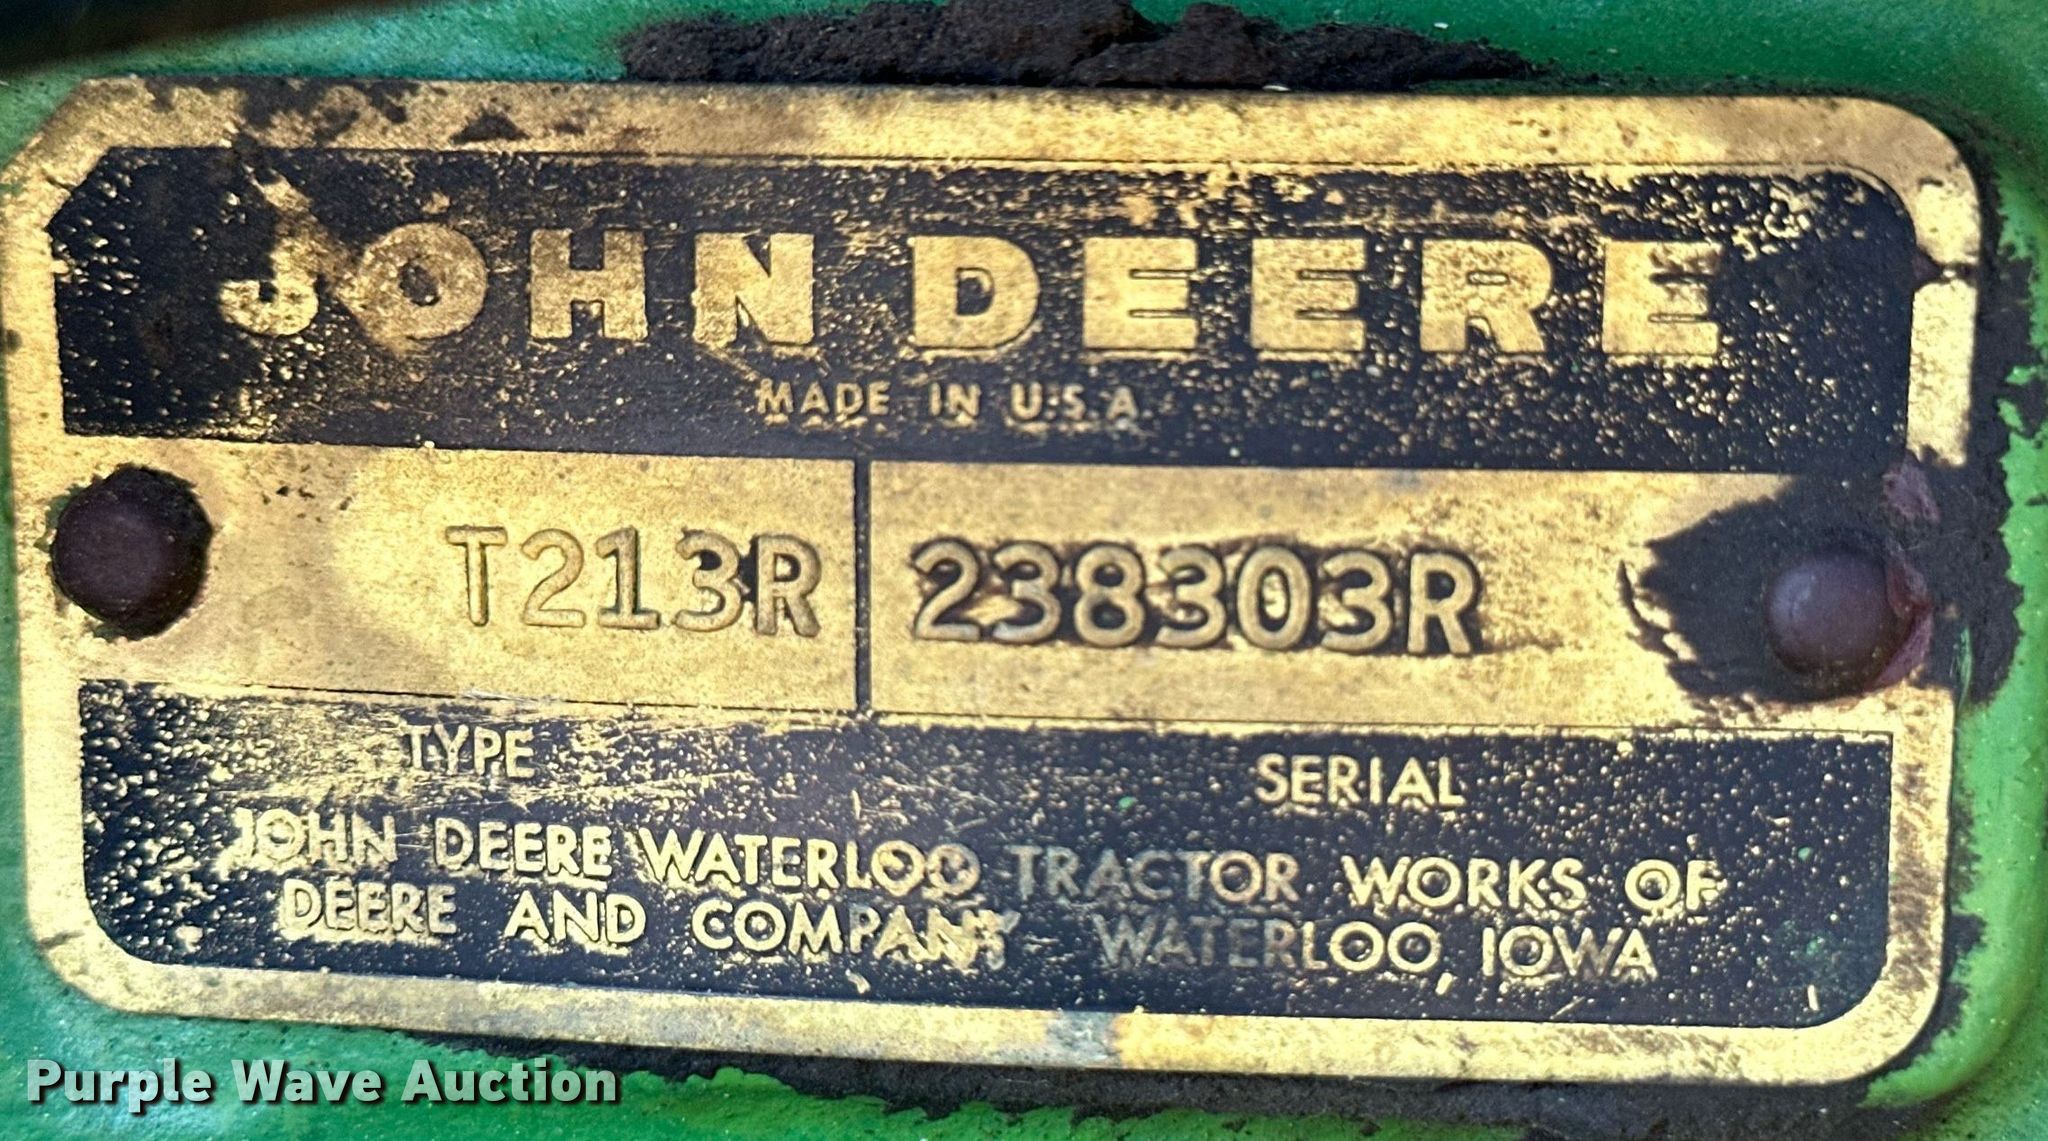 JOHN DEERE
MADE IN U.S.A.
T213R 238303R
TYPE SERIAL
JOHN DEERE WATERLOO TRACTOR WORKS OF
DEERE AND COMPANY WATERLOO, IOWA
Purple Wave Auction